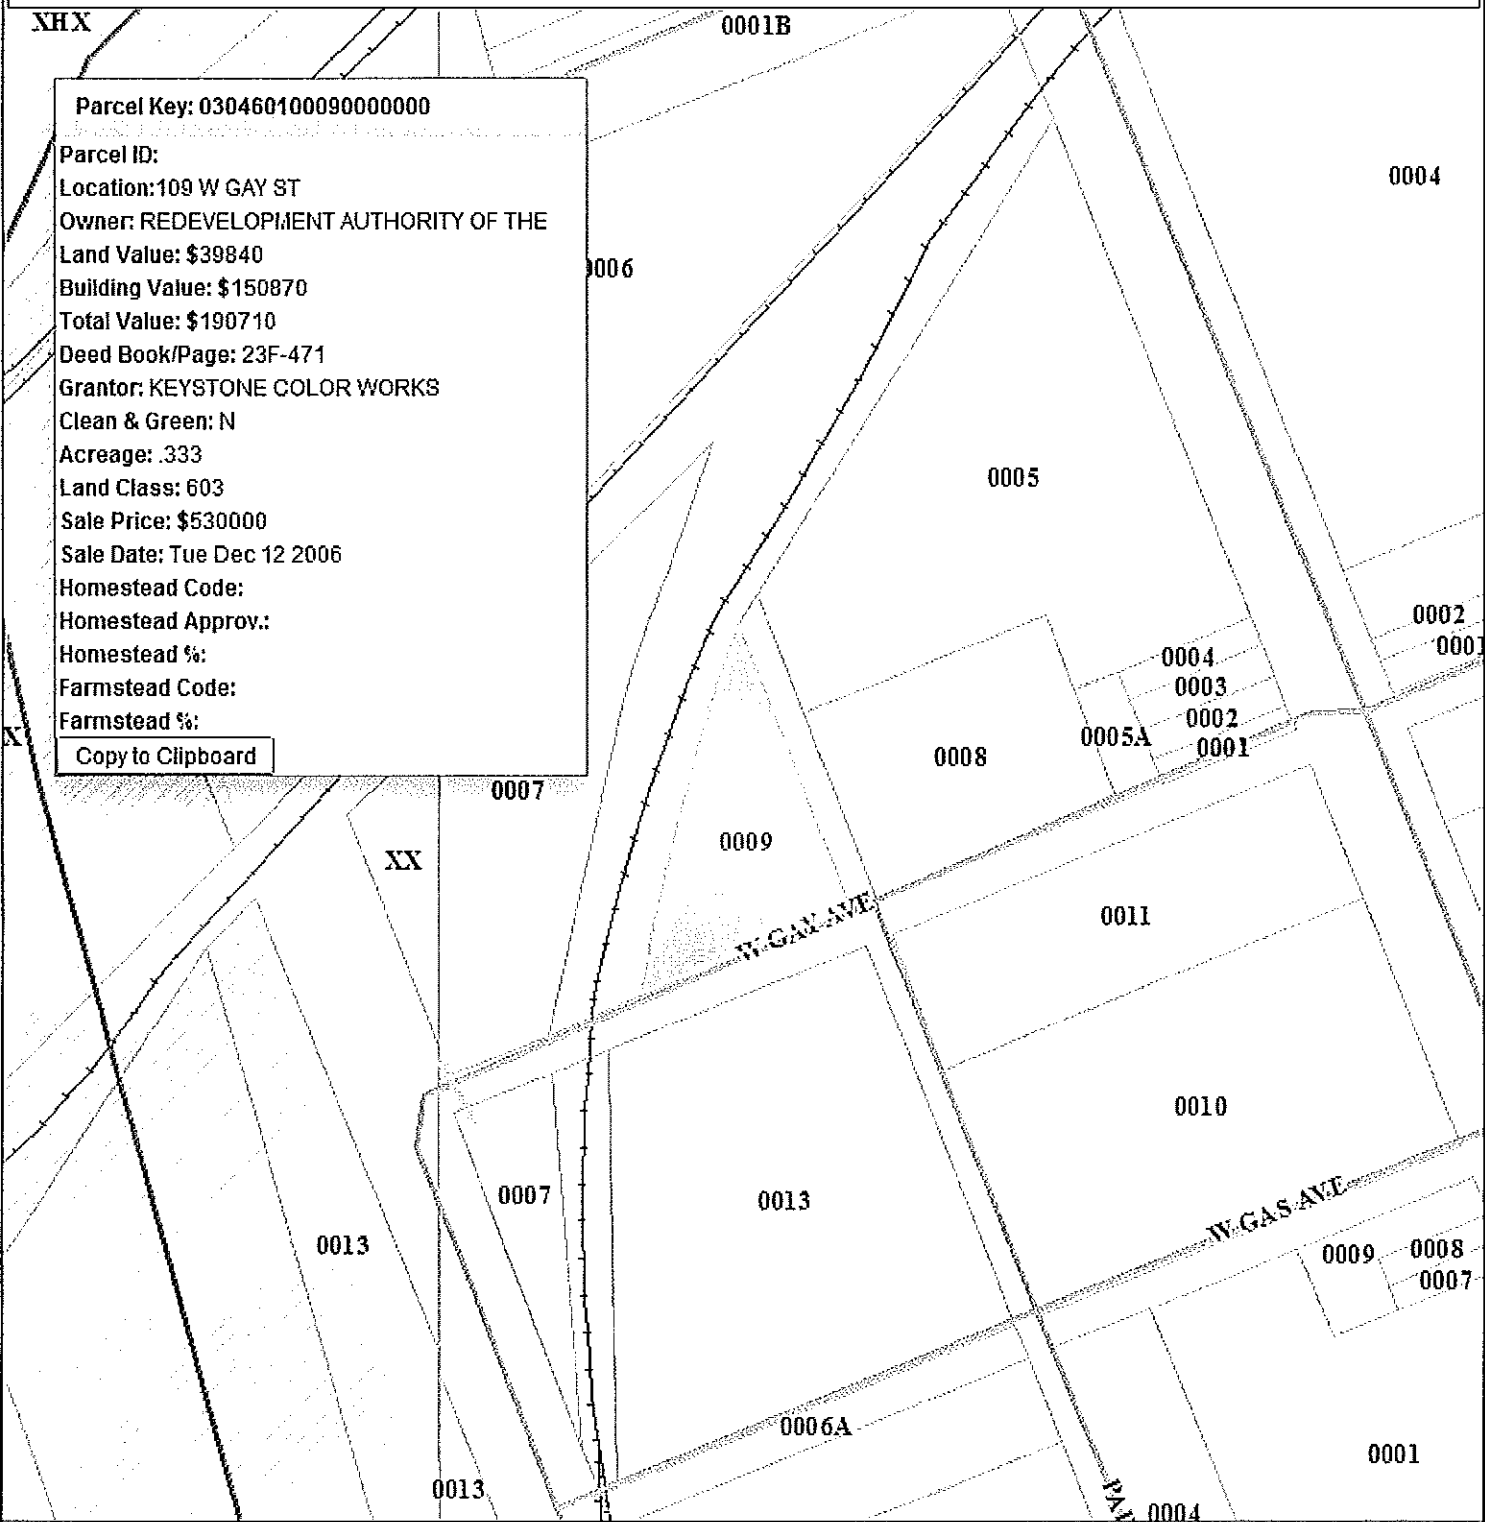 XHX
0001B
Parcel Key: 030460100090000000
Parcel ID:
Location:109 W GAY ST
Owner: REDEVELOPMENT AUTHORITY OF THE
Land Value: $39840
Building Value: $150870
Total Value: $190710
Deed Book/Page: 23F-471
Grantor: KEYSTONE COLOR WORKS
Clean & Green: N
Acreage: .333
Land Class: 603
Sale Price: $530000
Sale Date: Tue Dec 12 2006
Homestead Code:
Homestead Approv.:
Homestead %:
Farmstead Code:
Farmstead %:
Copy to Clipboard
0004
0006
0005
0002
0001
0004
0003
0002
0001
0005A
0008
X
0007
0009
XX
W GAY AVE
0011
0010
0007
0013
0013
W GAS AVE
0009
0008
0007
0006A
0001
0013
0004